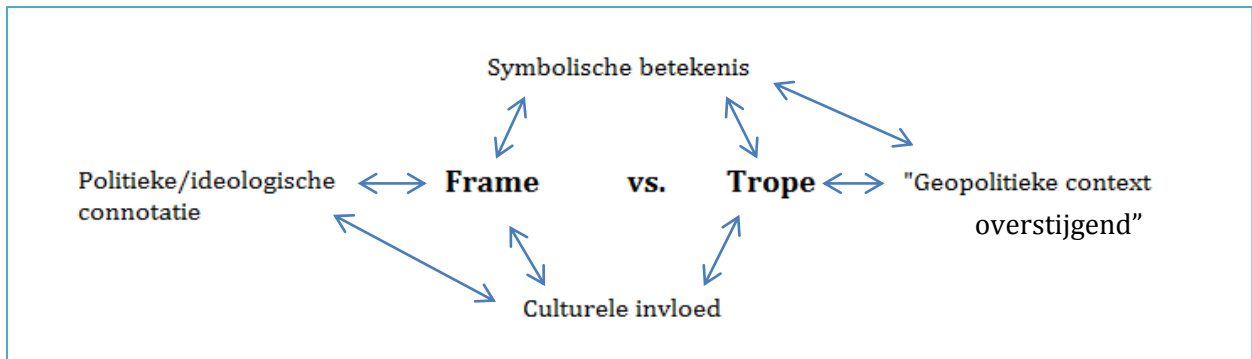 Symbolische betekenis
Politieke/ideologische
connotatie
Frame vs. Trope
"Geopolitieke context
overstijgend”
Culturele invloed